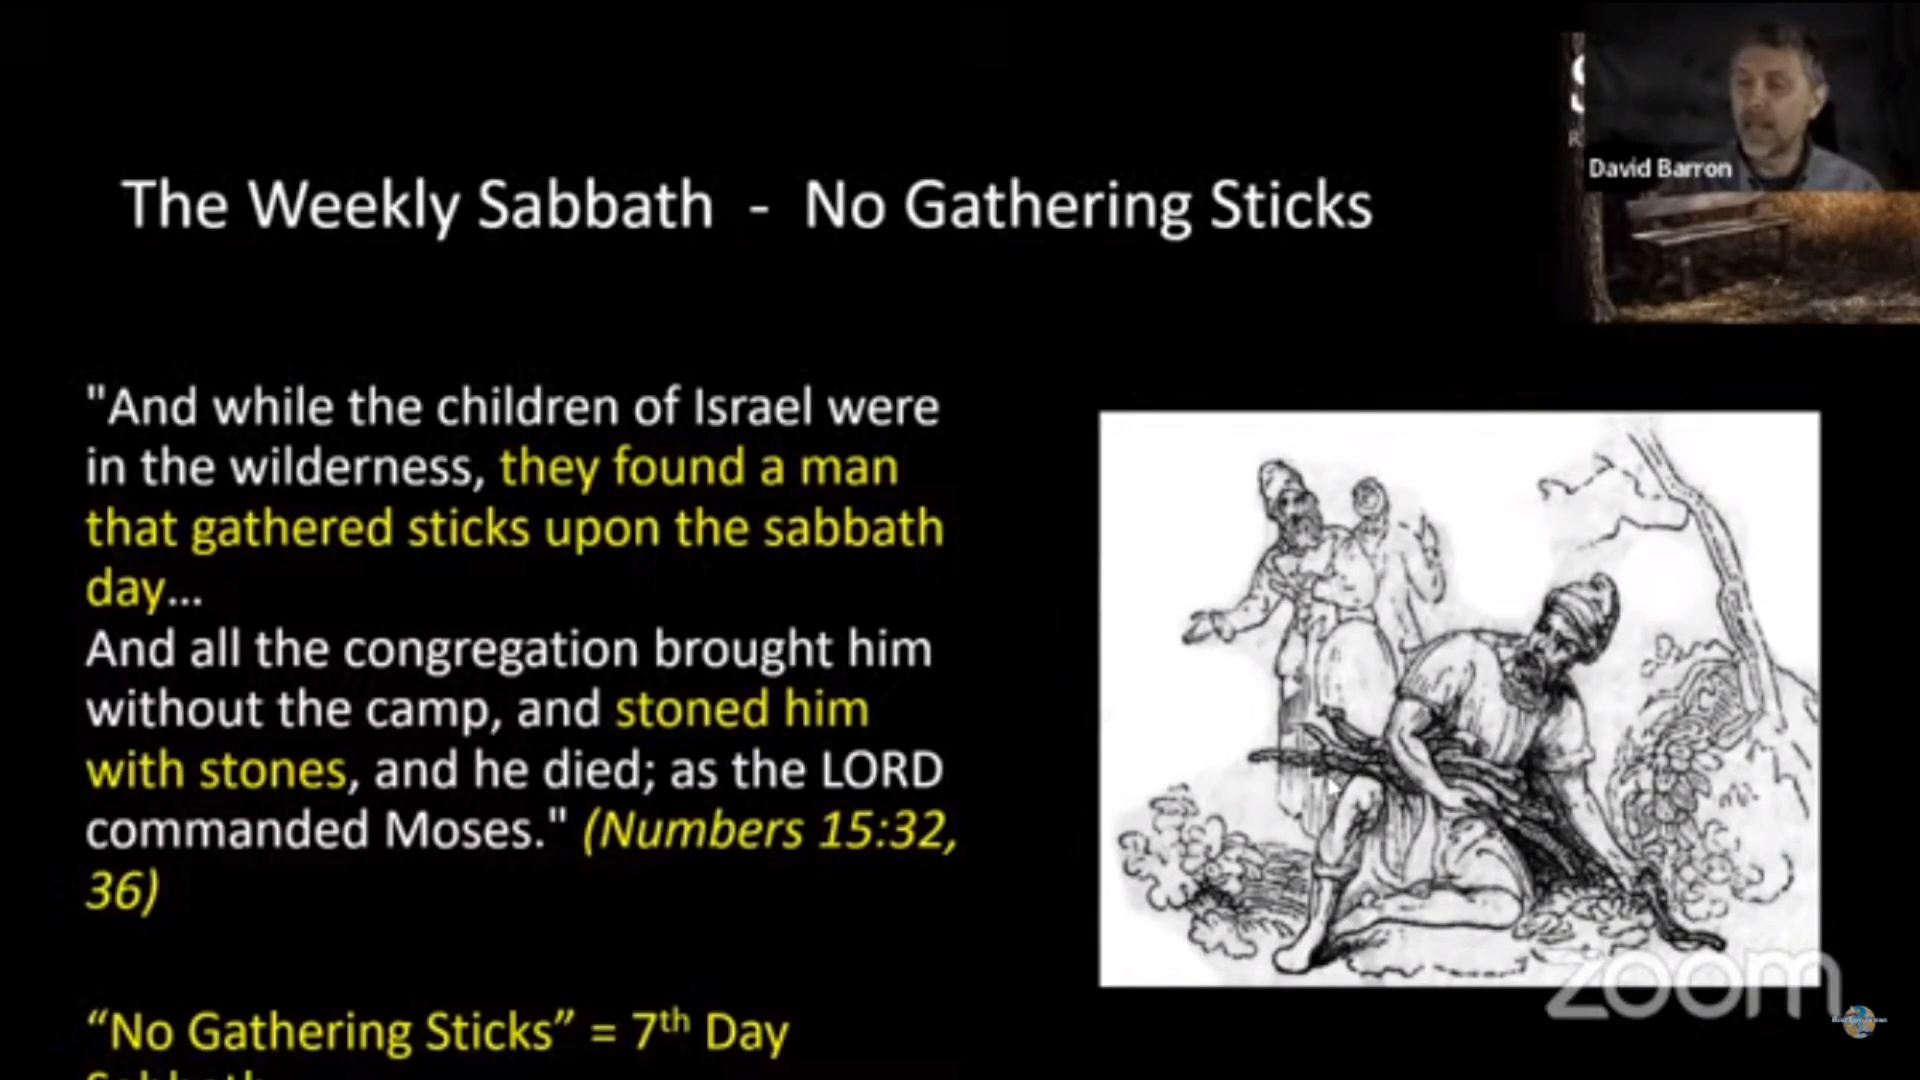 The Weekly Sabbath - No Gathering Sticks
David Barron
"And while the children of Israel were
in the wilderness, they found a man
that gathered sticks upon the sabbath
day...
And all the congregation brought him
without the camp, and stoned him
with stones, and he died; as the LORD
commanded Moses." (Numbers 15:32,
36)
“No Gathering Sticks” = 7th Day
zoom